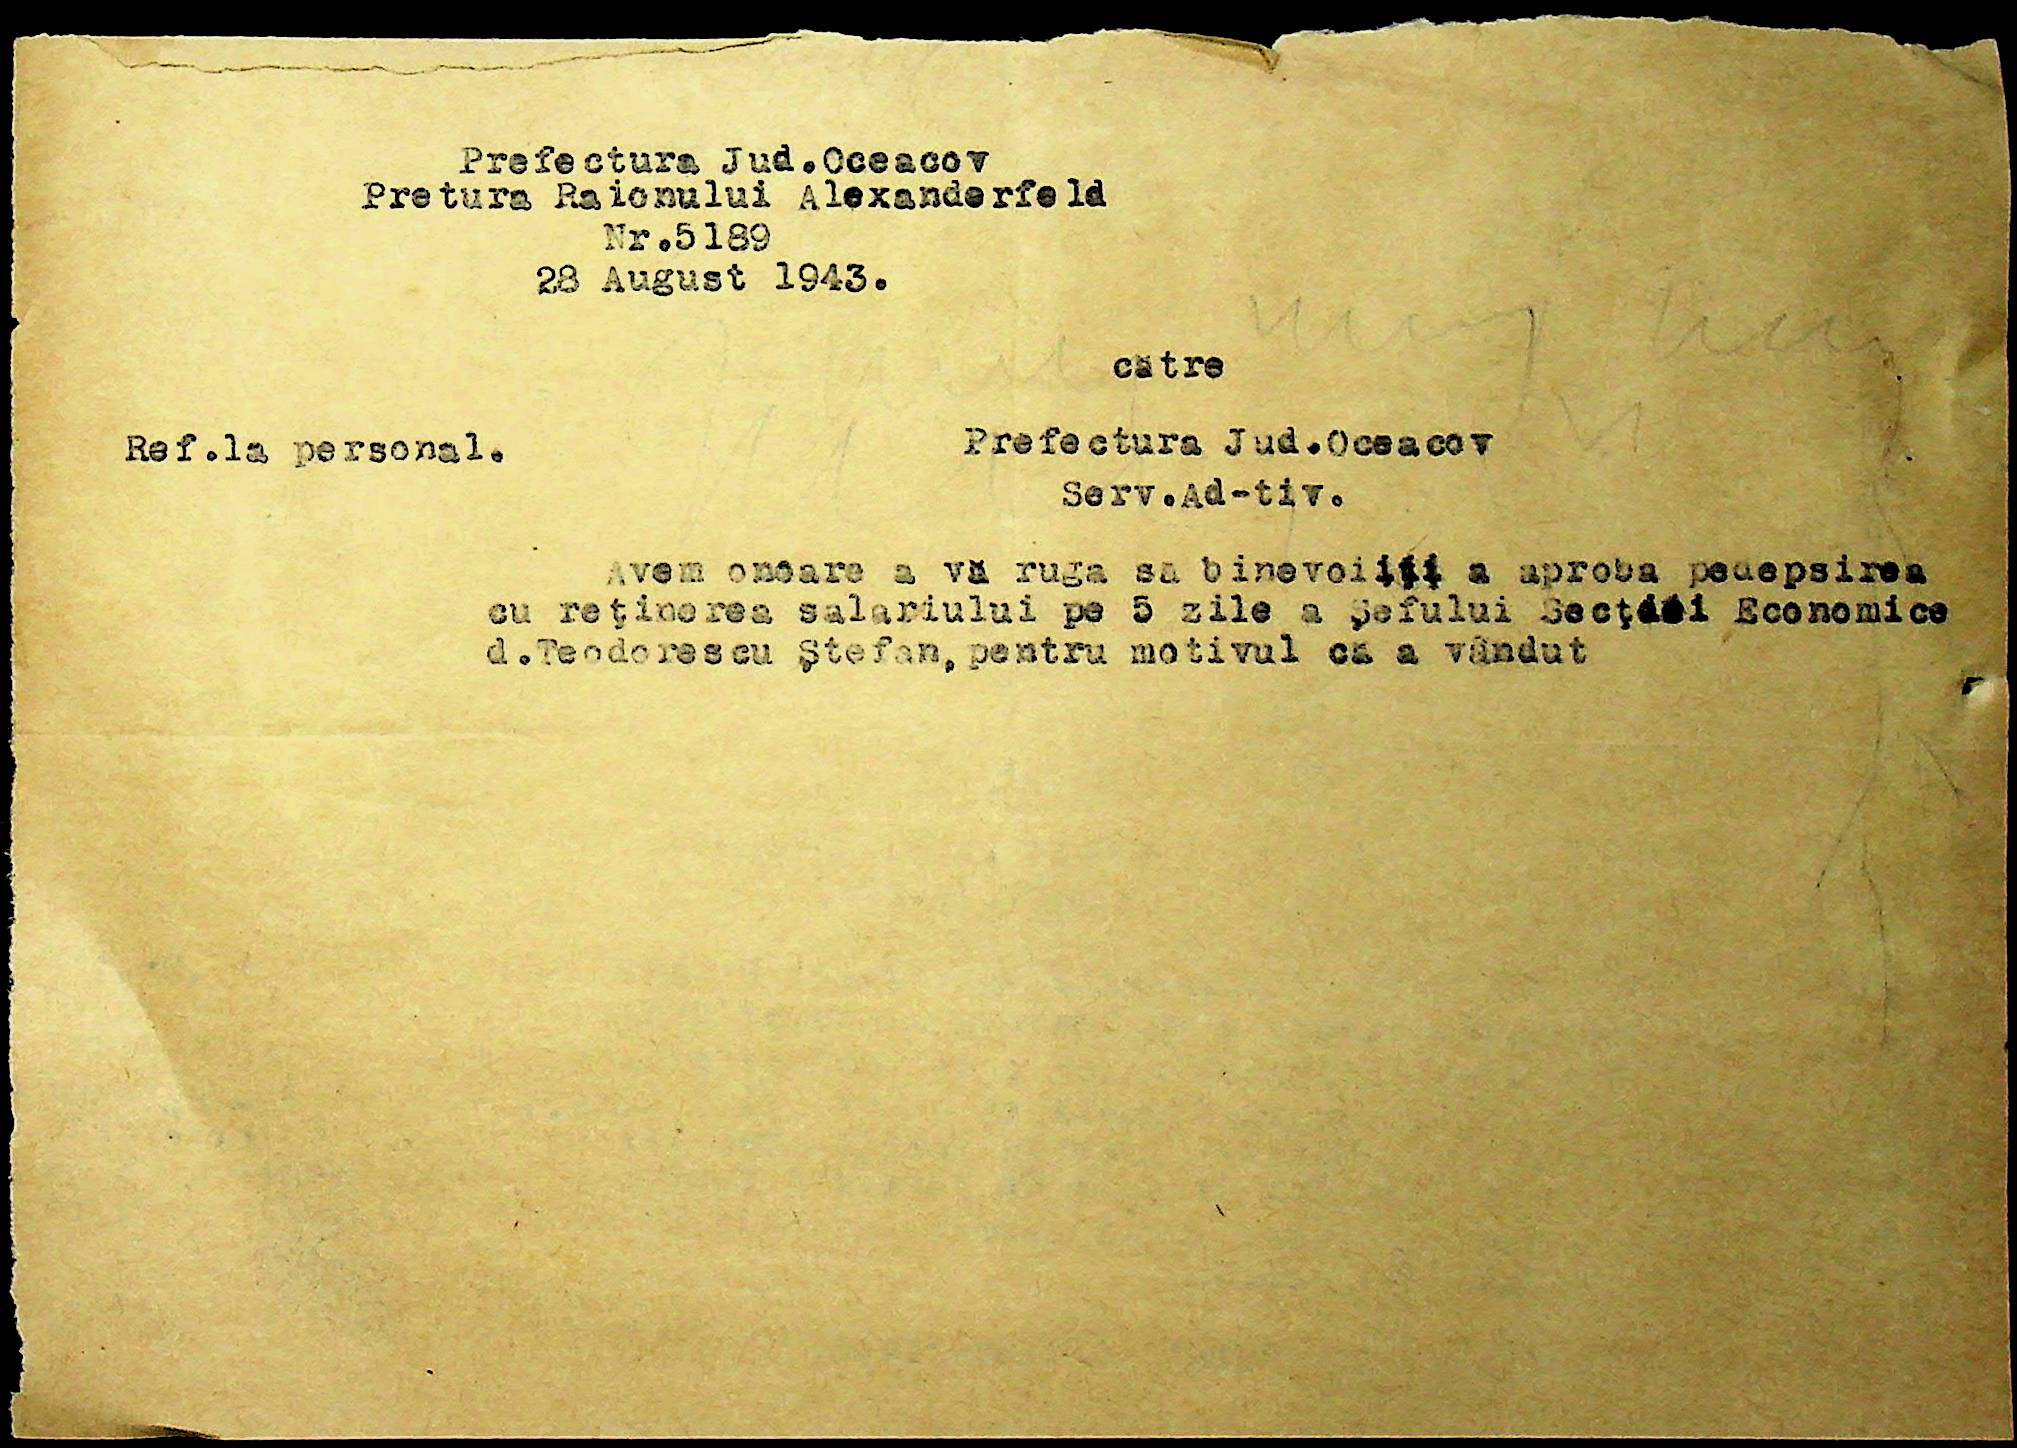 Prefectura Jud.Oceacov
Pretura Raionului Alexanderfeld
Nr.5189
28 August 1943.
cătrе
Ref.la personal.
Prefectura Jud.Oceacov
Serv.Ad-tiv.
Avem onoare a vă ruga sa binevoiiţi a aproba pedepsirea
cu reţinerea salariului pe 5 zile a Şefului Secţiei Economice
d.Teodorescu Ştefan,pentru motivul că a vândut